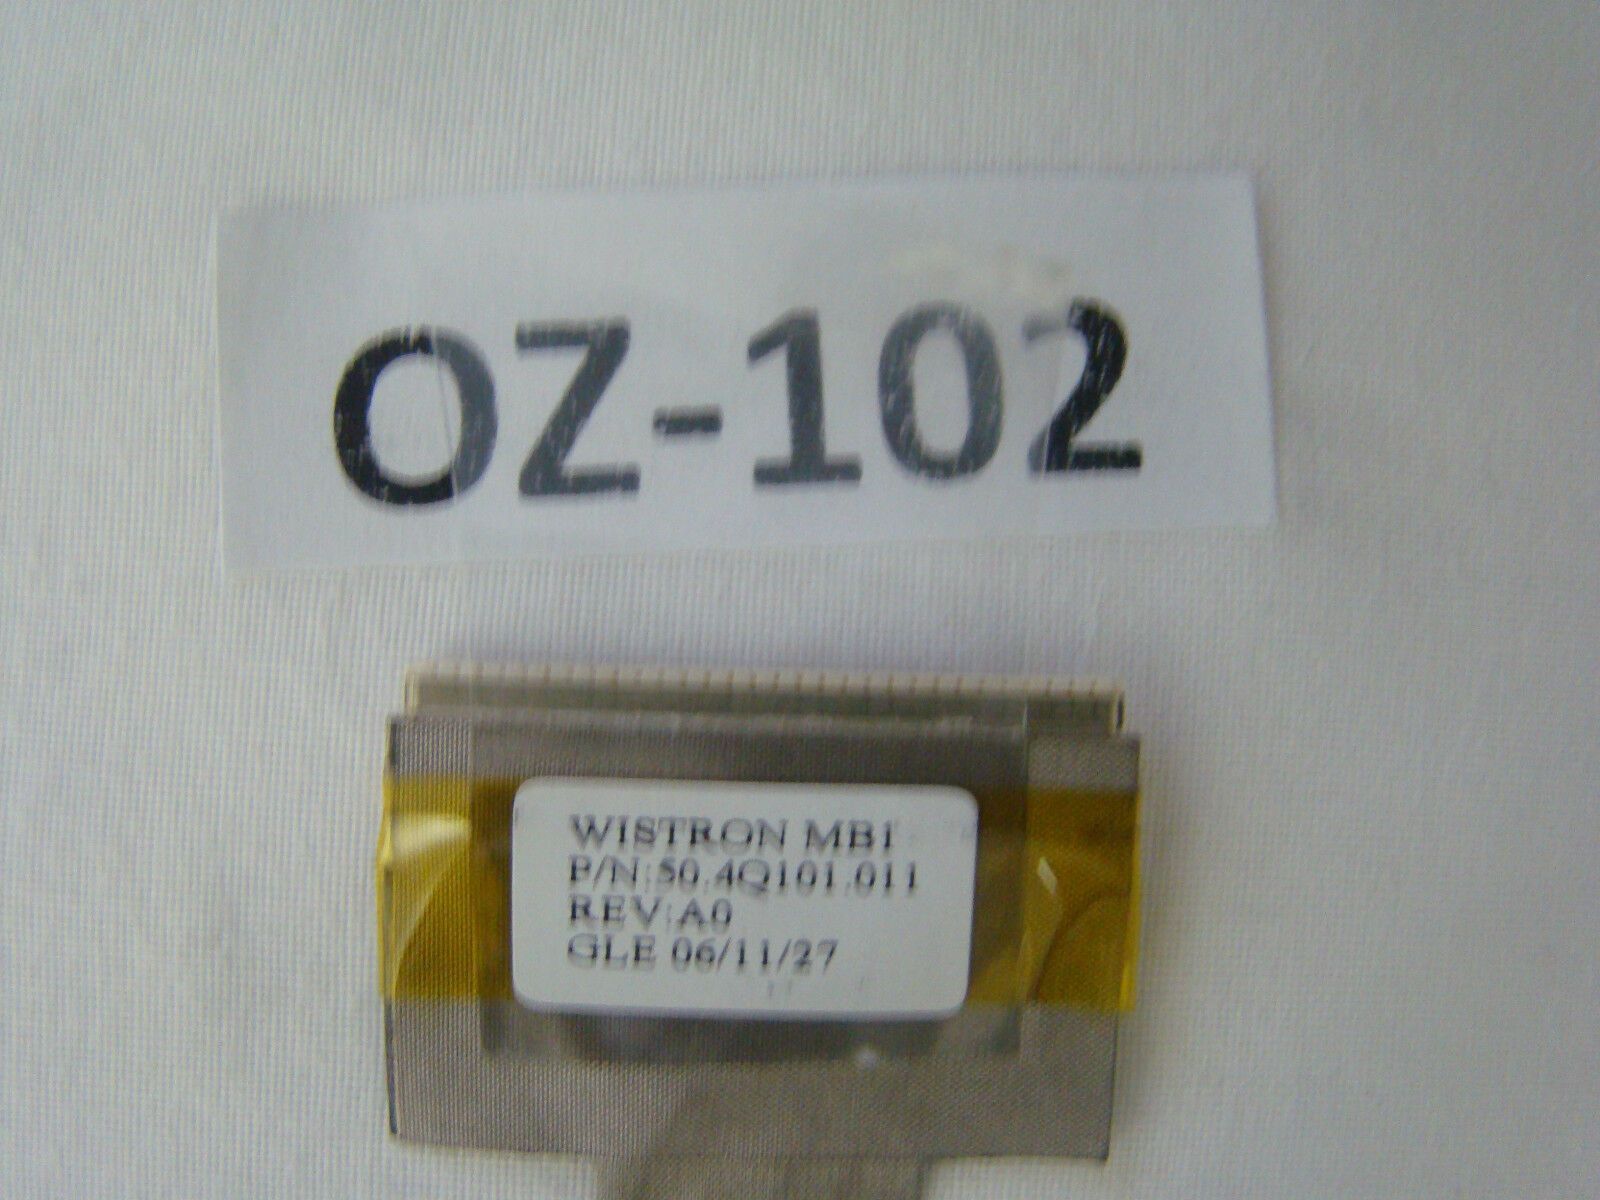 OZ-102
WISTRON MB1
P/N:50.4Q101.011
REV:A0
GLE 06/11/27